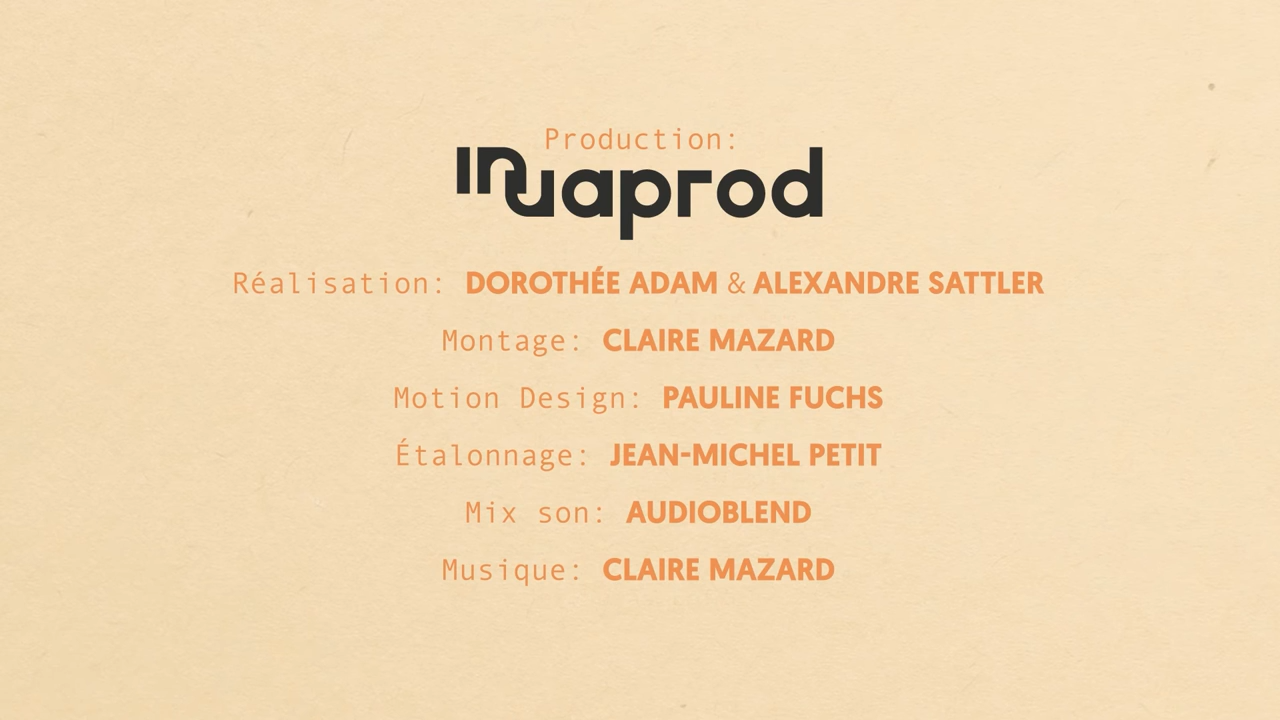 Production:
Inuaprod
Réalisation: DOROTHÉE ADAM & ALEXANDRE SATTLER
Montage: CLAIRE MAZARD
Motion Design: PAULINE FUCHS
Étalonnage: JEAN-MICHEL PETIT
Mix son: AUDIOBLEND
Musique: CLAIRE MAZARD